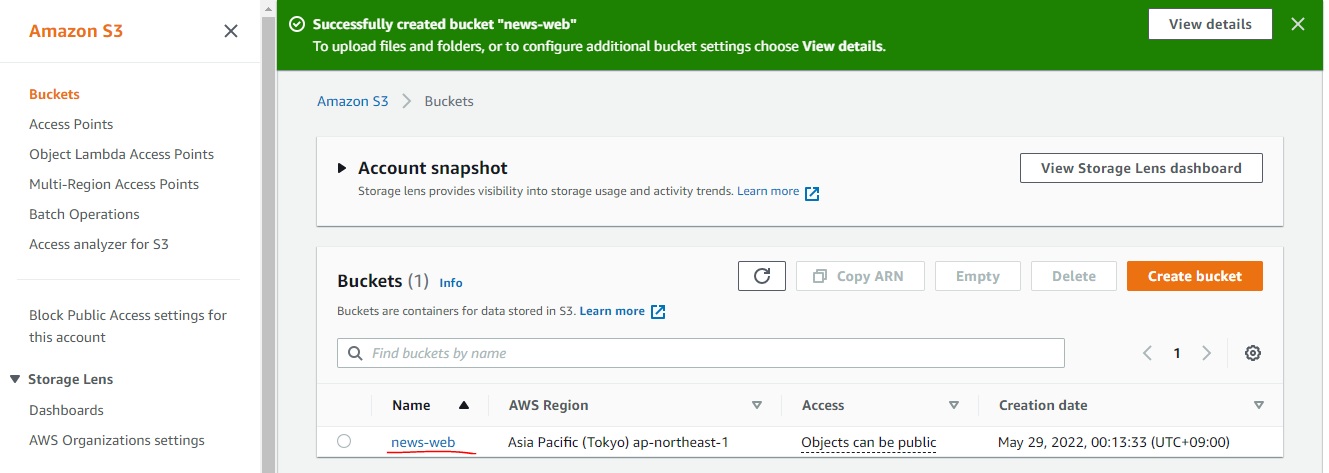 Amazon S3
Buckets
Access Points
Object Lambda Access Points
Multi-Region Access Points
Batch Operations
Access analyzer for S3
Block Public Access settings for
this account
Storage Lens
Dashboards
AWS Organizations settings
Successfully created bucket "news-web"
To upload files and folders, or to configure additional bucket settings choose View details.
View details
Amazon S3 Buckets
Account snapshot
Storage lens provides visibility into storage usage and activity trends. Learn more
View Storage Lens dashboard
Buckets (1) Info
Buckets are containers for data stored in S3. Learn more
Copy ARN Empty Delete Create bucket
Find buckets by name
1
Name AWS Region Access Creation date
news-web Asia Pacific (Tokyo) ap-northeast-1 Objects can be public May 29, 2022, 00:13:33 (UTC+09:00)